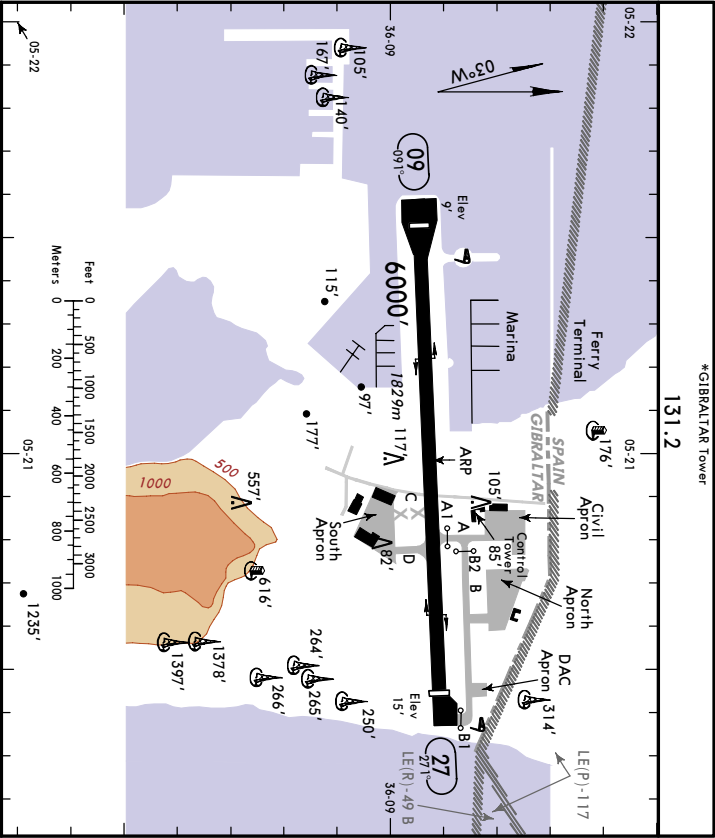 *GIBRALTAR Tower
131.2
05-22
05-21
Ferry
Terminal
176'
SPAIN
GIBRALTAR
Civil
Apron
North
Apron
DAC
Apron
314'
LE(P)-117
LE(R)-49 B
36-09
03°W
Marina
ARP
105'
Control
Tower
85'
A1
A
B2
B
B1
09
091°
Elev
9'
6000'
1829m
117'
C
D
Elev
15'
27
271°
36-09
105'
167'
140'
115'
97'
177'
South
Apron
82'
557'
500
1000
616'
264'
265'
266'
250'
1378'
1397'
1235'
Feet 0 500 1000 1500 2000 2500 3000
Meters 0 200 400 600 800 1000
05-22
05-21